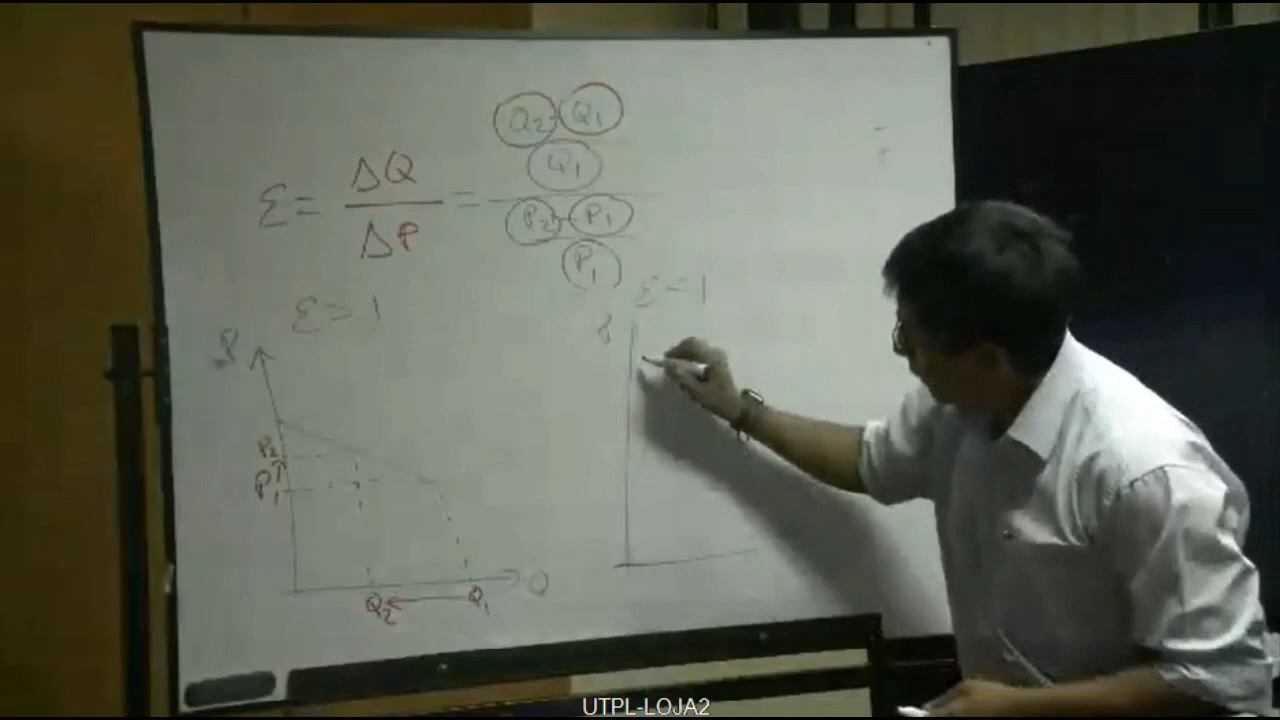 Ɛ = ΔQ / ΔP = ((Q₂ - Q₁) / Q₁) / ((P₂ - P₁) / P₁)
Ɛ > 1
Ɛ = 1
P
P₂
P₁
Q₂
Q₁
Q
UTPL-LOJA2